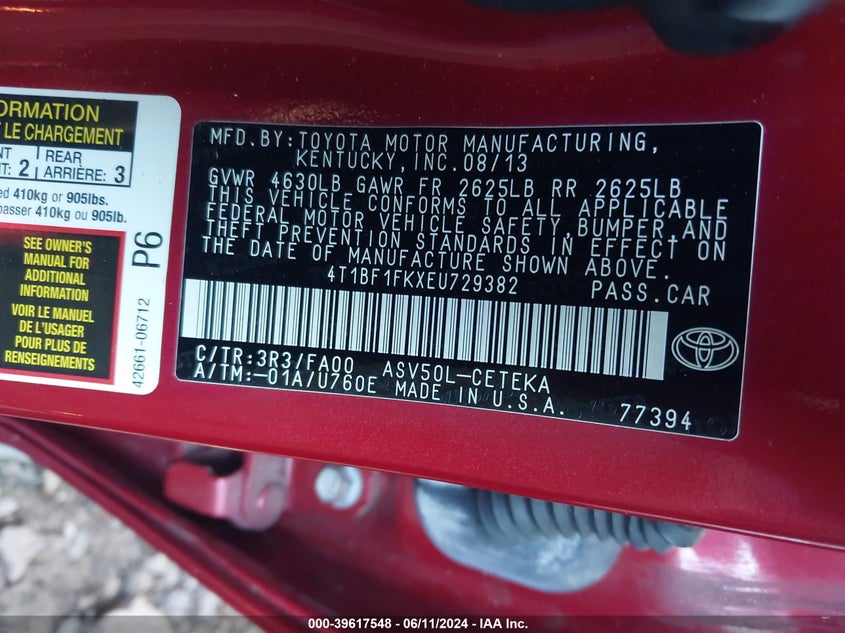 ORMATION
LE CHARGEMENT
NT 2 REAR ARRIÈRE: 3
ed 410kg or 905lbs.
passer 410kg ou 905lb.
SEE OWNER'S
MANUAL FOR
ADDITIONAL
INFORMATION
VOIR LE MANUEL
DE L'USAGER
POUR PLUS DE
RENSEIGNEMENTS
P6
42661-06712
MFD.BY:TOYOTA MOTOR MANUFACTURING,
KENTUCKY,INC.08/13
GVWR 4630LB GAWR FR 2625LB RR 2625LB
THIS VEHICLE CONFORMS TO ALL APPLICABLE
FEDERAL MOTOR VEHICLE SAFETY,BUMPER,AND
THEFT PREVENTION STANDARDS IN EFFECT ON
THE DATE OF MANUFACTURE SHOWN ABOVE.
4T1BF1FKXEU729382 PASS.CAR
C/TR:3R3/FA00 ASV50L-CETEKA
A/TM:-01A/U760E MADE IN U.S.A. 77394
000-39617548 - 06/11/2024 - IAA Inc.